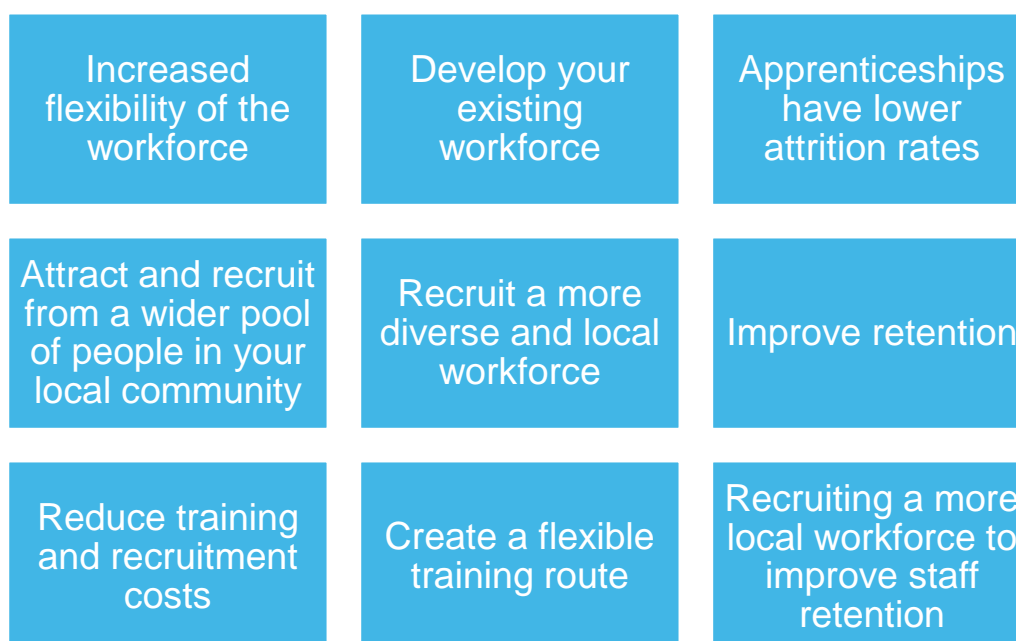 Increased
flexibility of the
workforce
Develop your
existing
workforce
Apprenticeships
have lower
attrition rates
Attract and recruit
from a wider pool
of people in your
local community
Recruit a more
diverse and local
workforce
Improve retention
Reduce training
and recruitment
costs
Create a flexible
training route
Recruiting a more
local workforce to
improve staff
retention